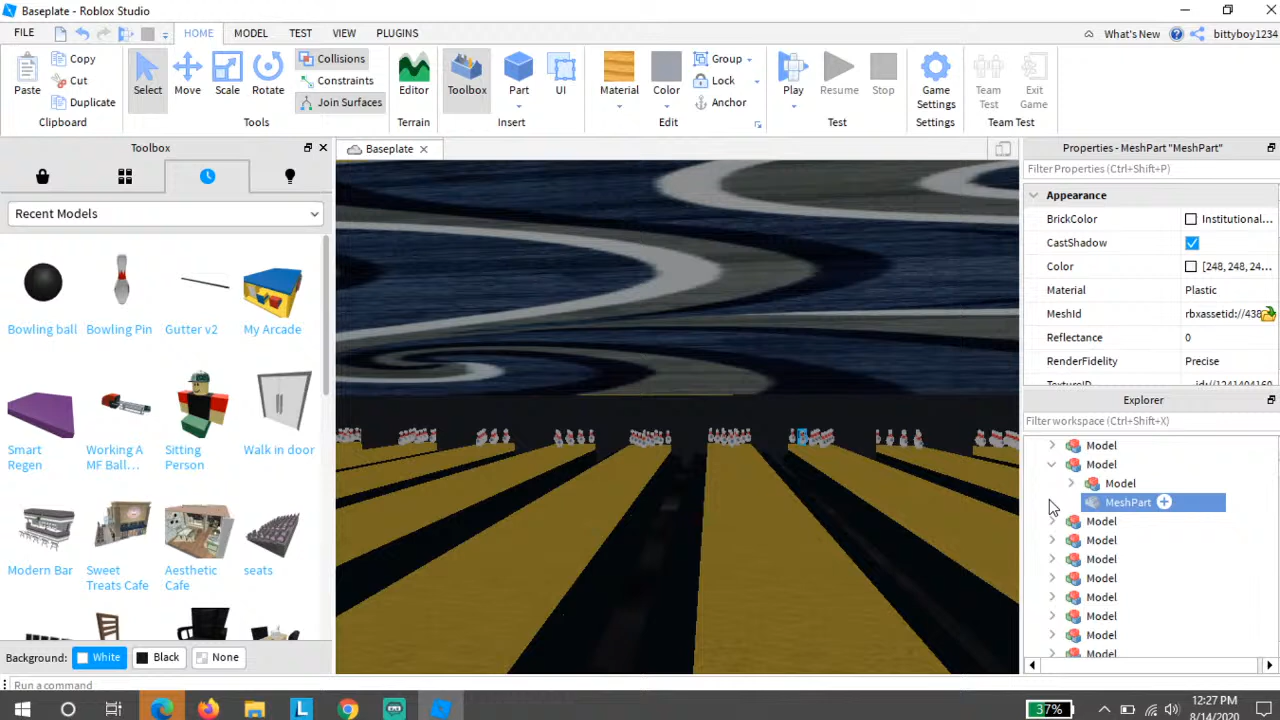 Baseplate - Roblox Studio
FILE HOME MODEL TEST VIEW PLUGINS What's New bittyboy1234
Paste Copy Cut Duplicate Select Move Scale Rotate Collisions Constraints Join Surfaces Editor Toolbox Part UI Material Color Group Lock Anchor Play Resume Stop Game Settings Team Test Exit Game
Clipboard Tools Terrain Insert Edit Test Settings Team Test
Toolbox
Baseplate
Recent Models
Bowling ball Bowling Pin Gutter v2 My Arcade
Smart Regen Working A MF Ball... Sitting Person Walk in door
Modern Bar Sweet Treats Cafe Aesthetic Cafe seats
Background: White Black None
Run a command
Properties - MeshPart "MeshPart"
Filter Properties (Ctrl+Shift+P)
Appearance
BrickColor Institutional...
CastShadow
Color [248, 248, 24...
Material Plastic
MeshId rbxassetid://438
Reflectance 0
RenderFidelity Precise
Explorer
Filter workspace (Ctrl+Shift+X)
Model
Model
Model
MeshPart
Model
Model
Model
Model
Model
Model
Model
Model
37% 12:27 PM
8/14/2020